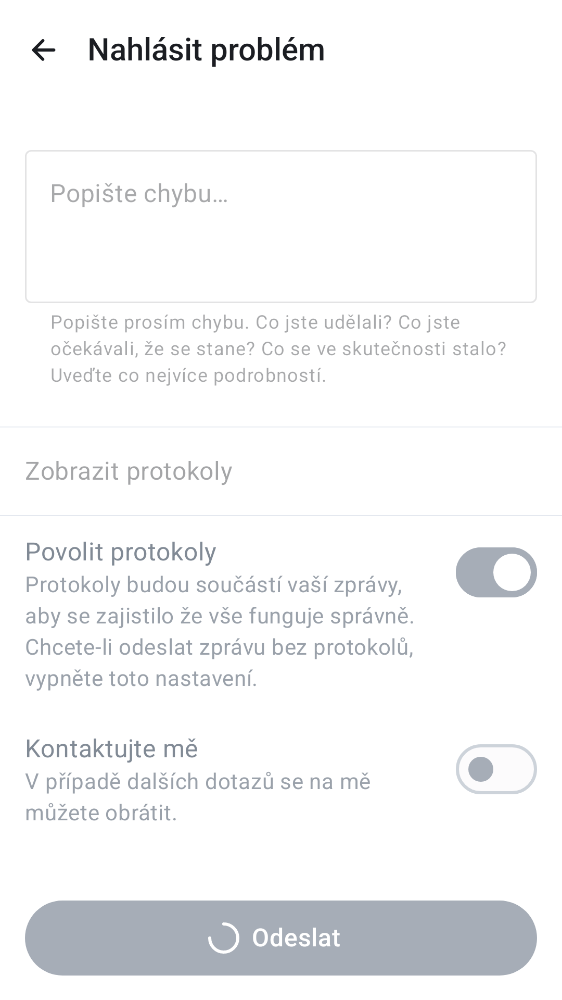 Nahlásit problém
Popište chybu…
Popište prosím chybu. Co jste udělali? Co jste
očekávali, že se stane? Co se ve skutečnosti stalo?
Uveďte co nejvíce podrobností.
Zobrazit protokoly
Povolit protokoly
Protokoly budou součástí vaší zprávy,
aby se zajistilo že vše funguje správně.
Chcete-li odeslat zprávu bez protokolů,
vypněte toto nastavení.
Kontaktujte mě
V případě dalších dotazů se na mě
můžete obrátit.
Odeslat